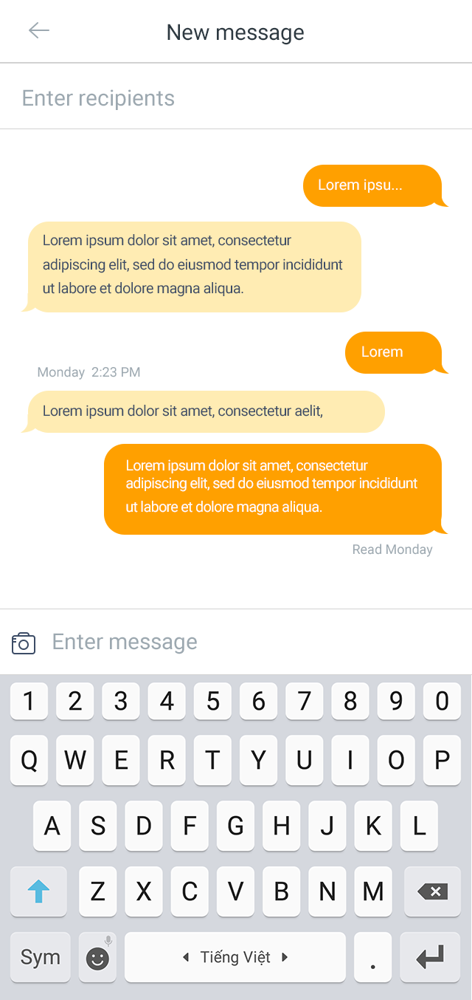 New message
Enter recipients
Lorem ipsu...
Lorem ipsum dolor sit amet, consectetur
adipiscing elit, sed do eiusmod tempor incididunt
ut labore et dolore magna aliqua.
Lorem
Monday 2:23 PM
Lorem ipsum dolor sit amet, consectetur aelit,
Lorem ipsum dolor sit amet, consectetur
adipiscing elit, sed do eiusmod tempor incididunt
ut labore et dolore magna aliqua.
Read Monday
Enter message
1 2 3 4 5 6 7 8 9 0
Q W E R T Y U I O P
A S D F G H J K L
Z X C V B N M
Sym Tiếng Việt .